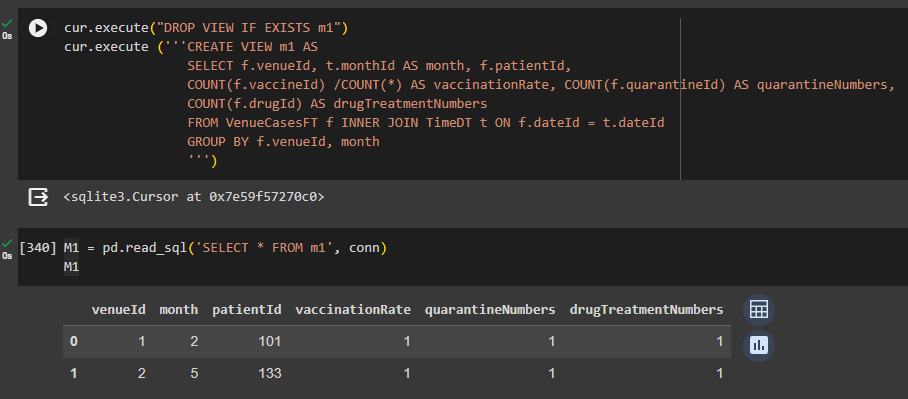 cur.execute("DROP VIEW IF EXISTS m1")
0s
cur.execute ('''CREATE VIEW m1 AS
SELECT f.venueId, t.monthId AS month, f.patientId,
COUNT(f.vaccineId) /COUNT(*) AS vaccinationRate, COUNT(f.quarantineId) AS quarantineNumbers,
COUNT(f.drugId) AS drugTreatmentNumbers
FROM VenueCasesFT f INNER JOIN TimeDT t ON f.dateId = t.dateId
GROUP BY f.venueId, month
''')
<sqlite3.Cursor at 0x7e59f57270c0>
[340] M1 = pd.read_sql('SELECT * FROM m1', conn)
0s
M1
venueId month patientId vaccinationRate quarantineNumbers drugTreatmentNumbers
0 1 2 101 1 1 1
1 2 5 133 1 1 1